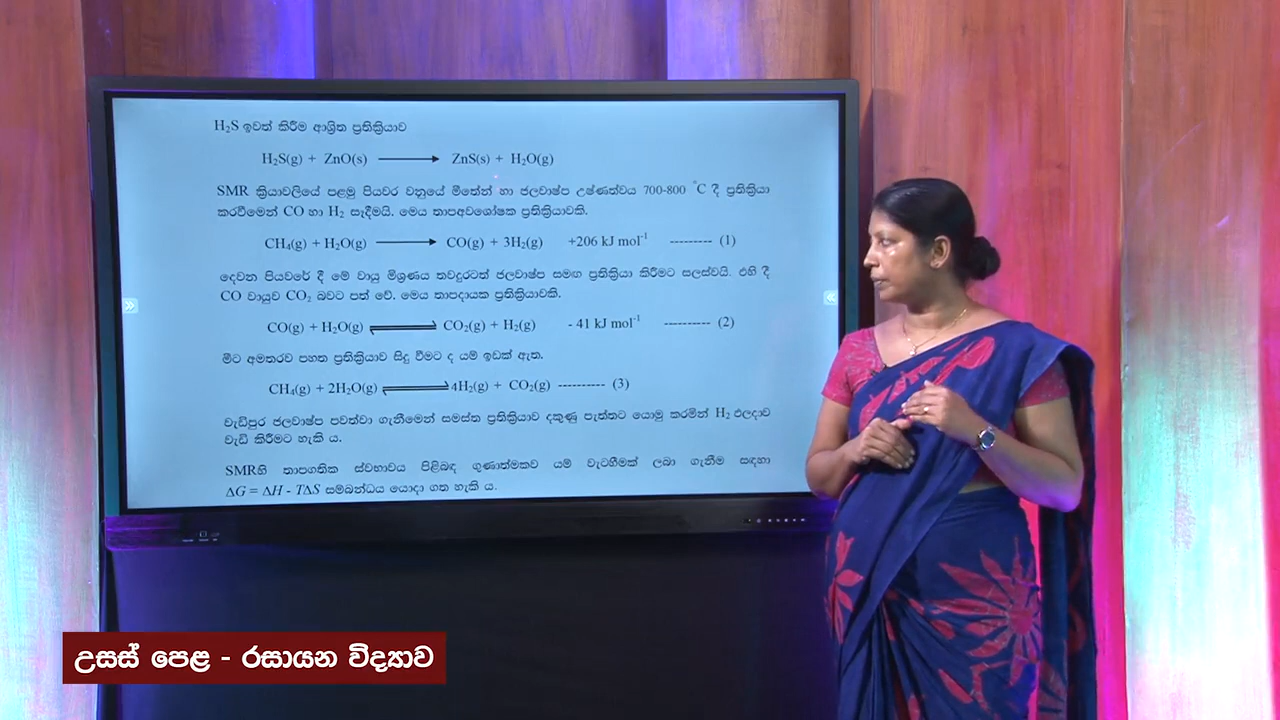 H₂S ඉවත් කිරීම ආශ්‍රිත ප්‍රතික්‍රියාව
H₂S(g) + ZnO(s) ⟶ ZnS(s) + H₂O(g)
SMR ක්‍රියාවලියේ පළමු පියවර වනුයේ මීතේන් හා ජලවාෂ්ප උෂ්ණත්වය 700-800 °C දී ප්‍රතික්‍රියා
කරවීමෙන් CO හා H₂ සෑදීමයි. මෙය තාපඅවශෝෂක ප්‍රතික්‍රියාවකි.
CH₄(g) + H₂O(g) ⟶ CO(g) + 3H₂(g) +206 kJ mol⁻¹ --------- (1)
දෙවන පියවරේ දී මේ වායු මිශ්‍රණය තවදුරටත් ජලවාෂ්ප සමඟ ප්‍රතික්‍රියා කිරීමට සලස්වයි. එහි දී
CO වායුව CO₂ බවට පත් වේ. මෙය තාපදායක ප්‍රතික්‍රියාවකි.
CO(g) + H₂O(g) ⇌ CO₂(g) + H₂(g) - 41 kJ mol⁻¹ ---------- (2)
මීට අමතරව පහත ප්‍රතික්‍රියාව සිදු වීමට ද යම් ඉඩක් ඇත.
CH₄(g) + 2H₂O(g) ⇌ 4H₂(g) + CO₂(g) ---------- (3)
වැඩිපුර ජලවාෂ්ප පවත්වා ගැනීමෙන් සමස්ත ප්‍රතික්‍රියාව දකුණු පැත්තට යොමු කරමින් H₂ ඵලදාව
වැඩි කිරීමට හැකි ය.
SMRහි තාපගතික ස්වභාවය පිළිබඳ ගුණාත්මකව යම් වැටහීමක් ලබා ගැනීම සඳහා
ΔG = ΔH - TΔS සම්බන්ධය යොදා ගත හැකි ය.
උසස් පෙළ - රසායන විද්‍යාව